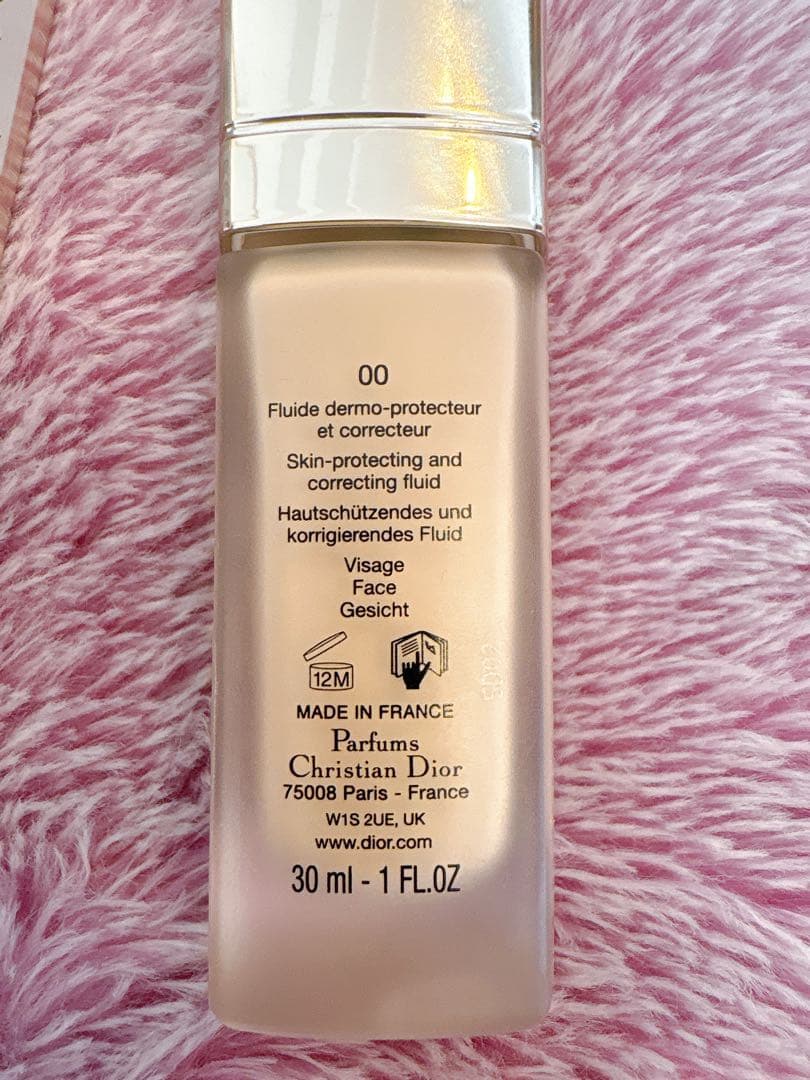 00
Fluide dermo-protecteur
et correcteur
Skin-protecting and
correcting fluid
Hautschützendes und
korrigierendes Fluid
Visage
Face
Gesicht
12M
MADE IN FRANCE
Parfums
Christian Dior
75008 Paris - France
W1S 2UE, UK
www.dior.com
30 ml - 1 FL.OZ